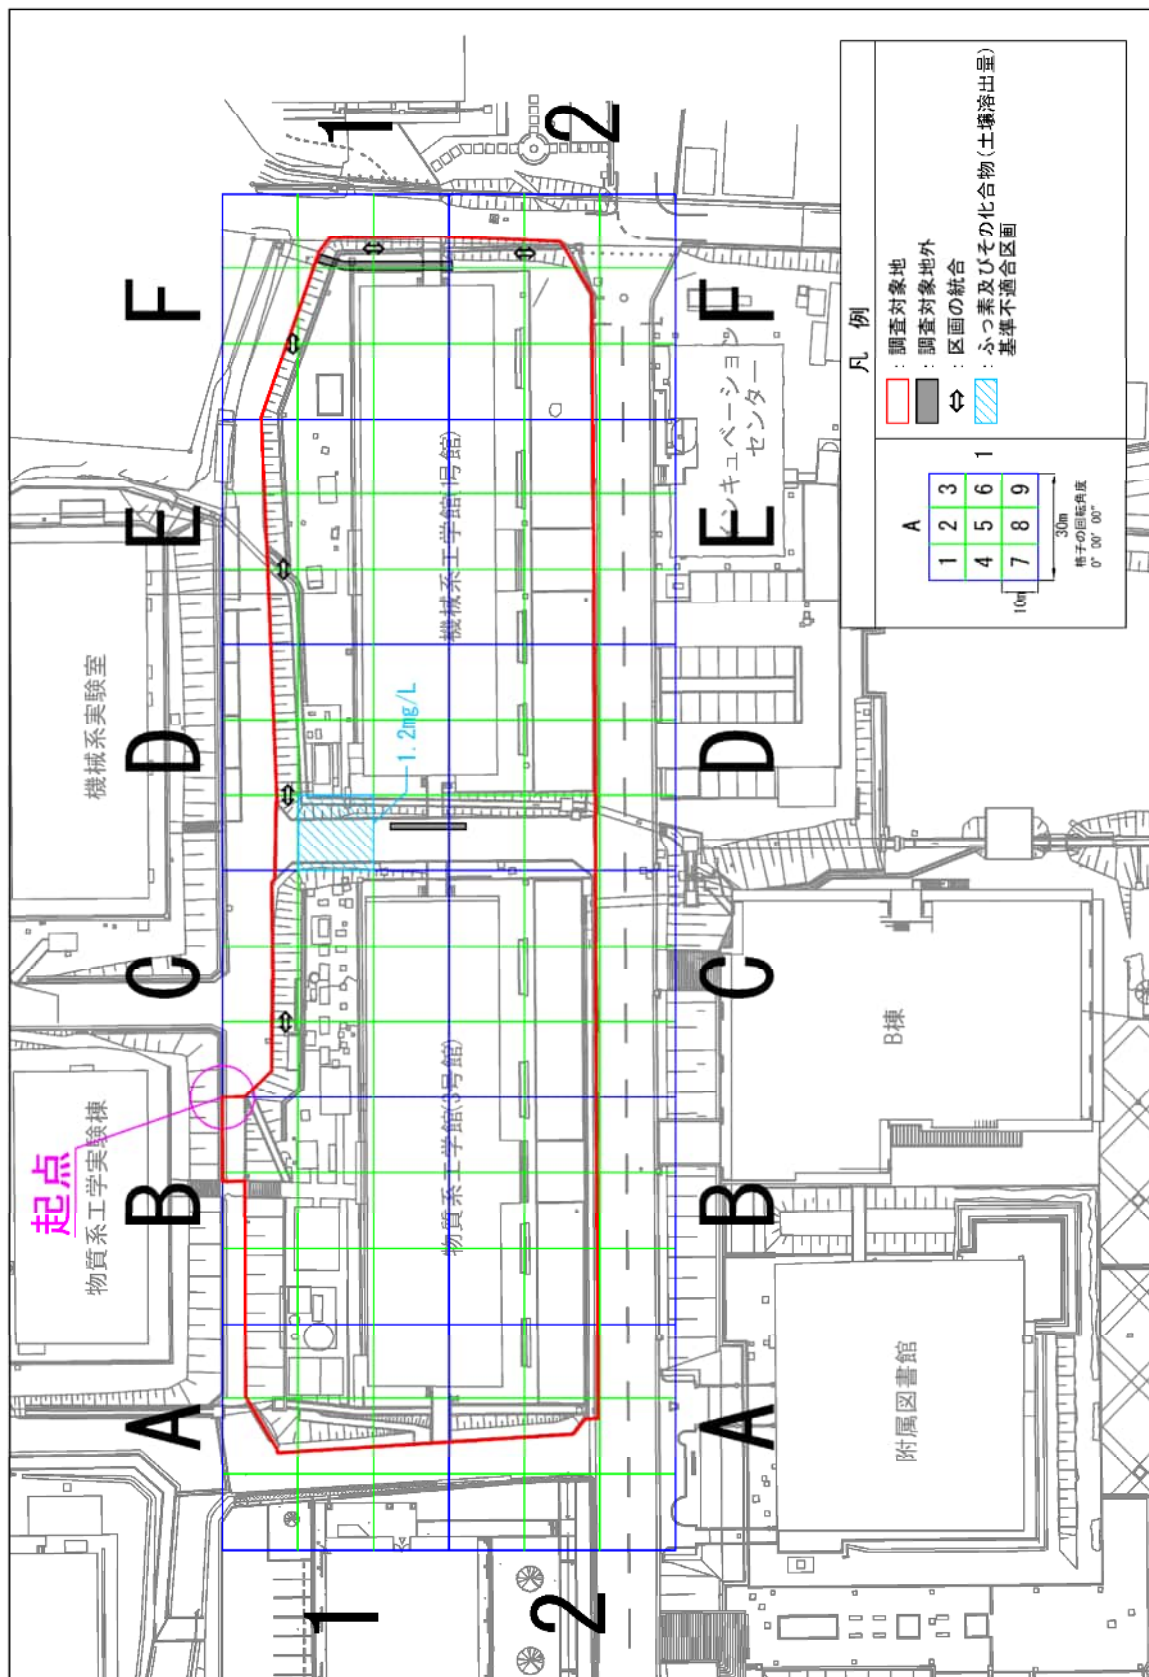 1
2
F
E
D
C
B
A
F
E
D
C
B
A
1
2
起点
機械系実験室
物質系工学実験棟
機械系工学館(1号館)
物質系工学館(3号館)
1.2mg/L
インキュベーション
センター
B棟
附属図書館
凡 例
: 調査対象地
: 調査対象地外
: 区画の統合
: ふっ素及びその化合物(土壌溶出量)
基準不適合区画
A
1 2 3
4 5 6
7 8 9
1
10m
30m
格子の回転角度
0° 00′ 00″